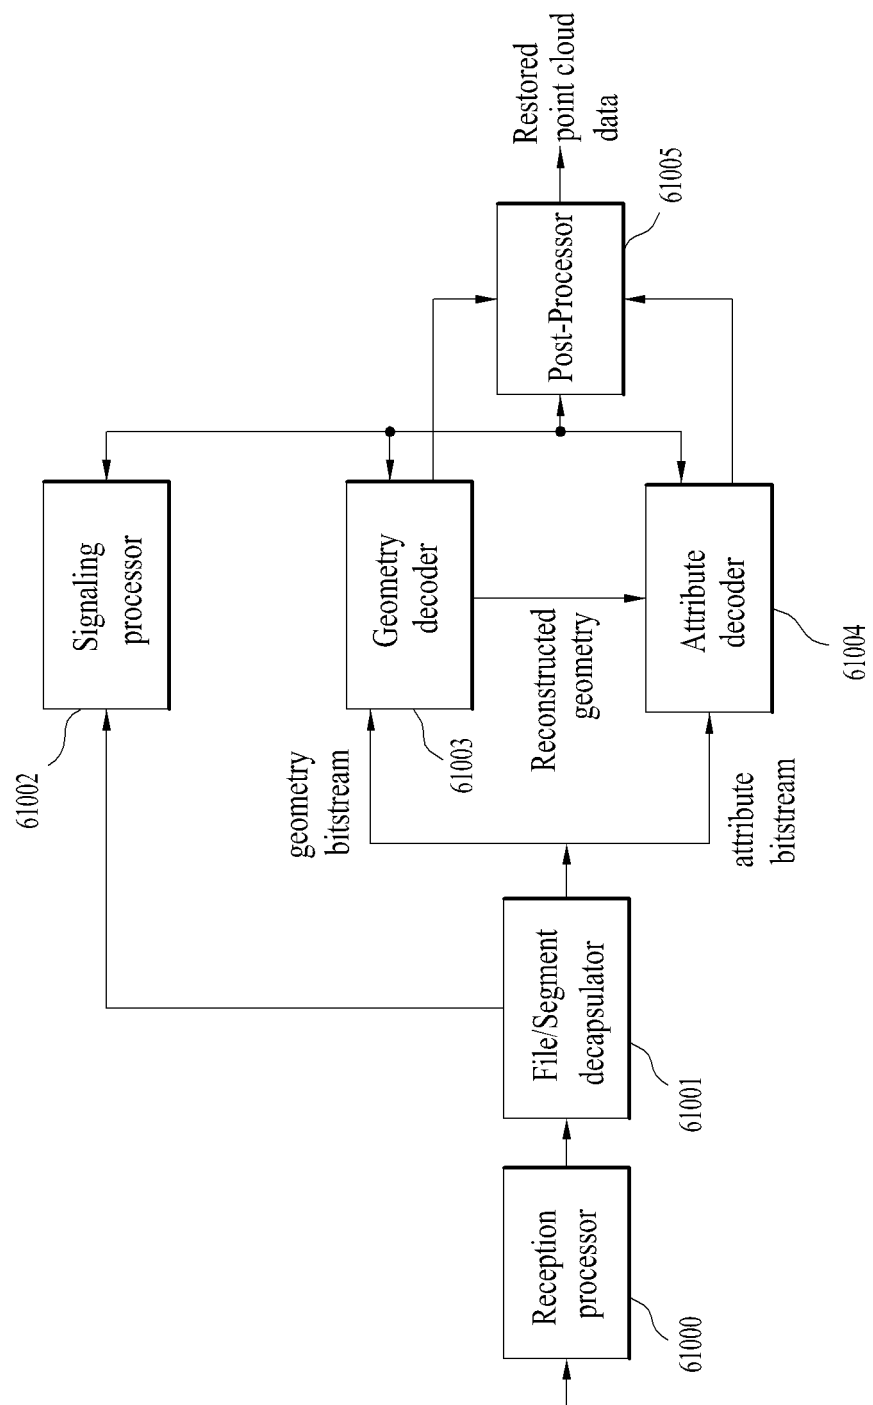 61002
Signaling
processor
geometry
bitstream
61003
Geometry
decoder
Restored
point cloud
data
Reception
processor
61000
File/Segment
decapsulator
61001
Reconstructed
geometry
Post-Processor
61005
attribute
bitstream
Attribute
decoder
61004